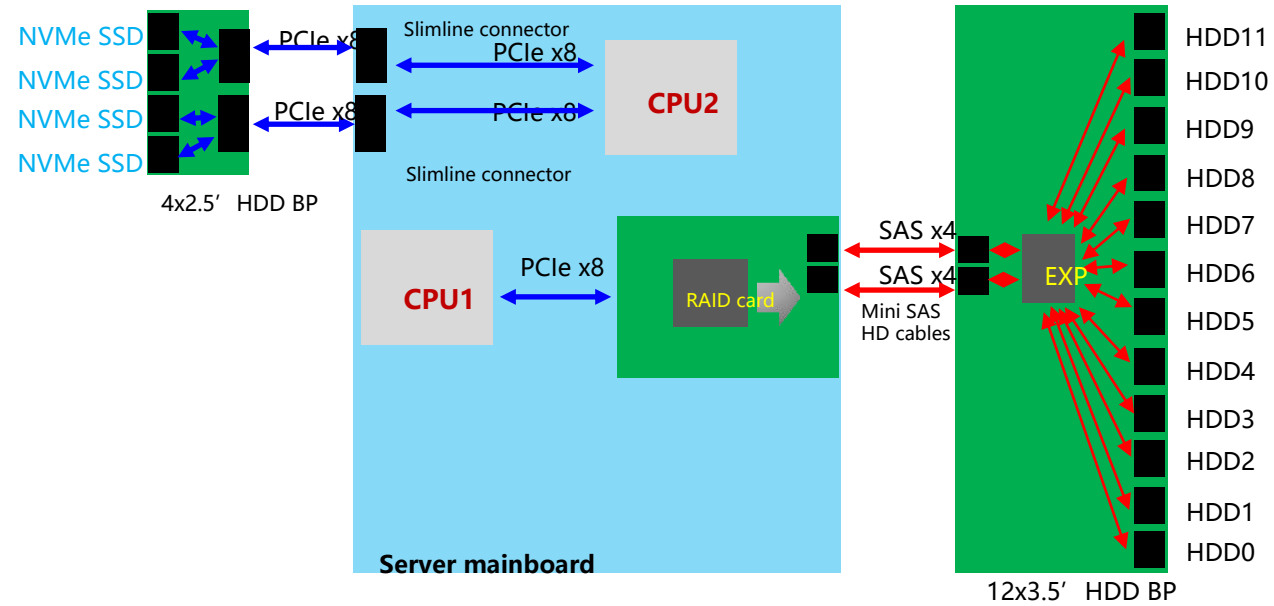 NVMe SSD
NVMe SSD
NVMe SSD
NVMe SSD
4x2.5′ HDD BP
PCIe x8
PCIe x8
Slimline connector
PCIe x8
PCIe x8
Slimline connector
CPU2
CPU1
PCIe x8
RAID card
Server mainboard
SAS x4
SAS x4
Mini SAS
HD cables
EXP
HDD11
HDD10
HDD9
HDD8
HDD7
HDD6
HDD5
HDD4
HDD3
HDD2
HDD1
HDD0
12x3.5′ HDD BP